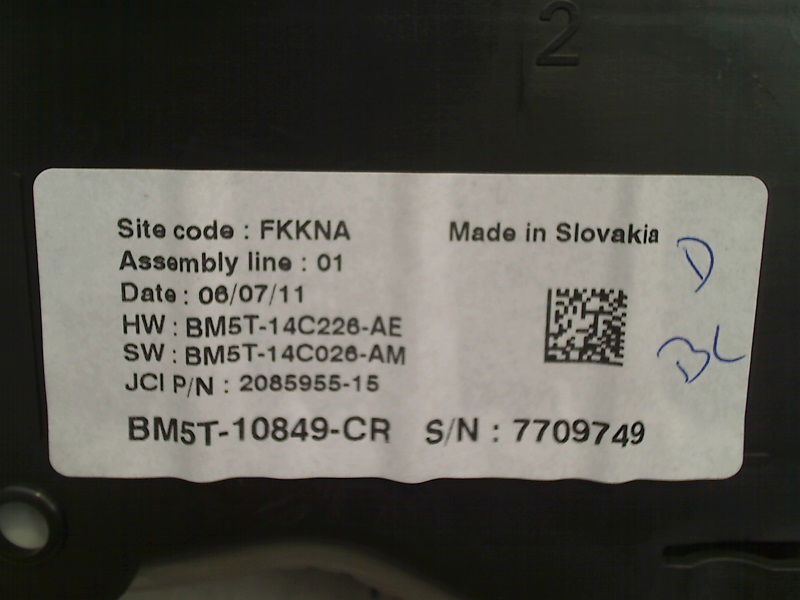 2
Site code : FKKNA
Made in Slovakia
Assembly line : 01
Date : 06/07/11
HW : BM5T-14C226-AE
SW : BM5T-14C026-AM
JCI P/N : 2085955-15
BM5T-10849-CR S/N : 7709749
D
BL